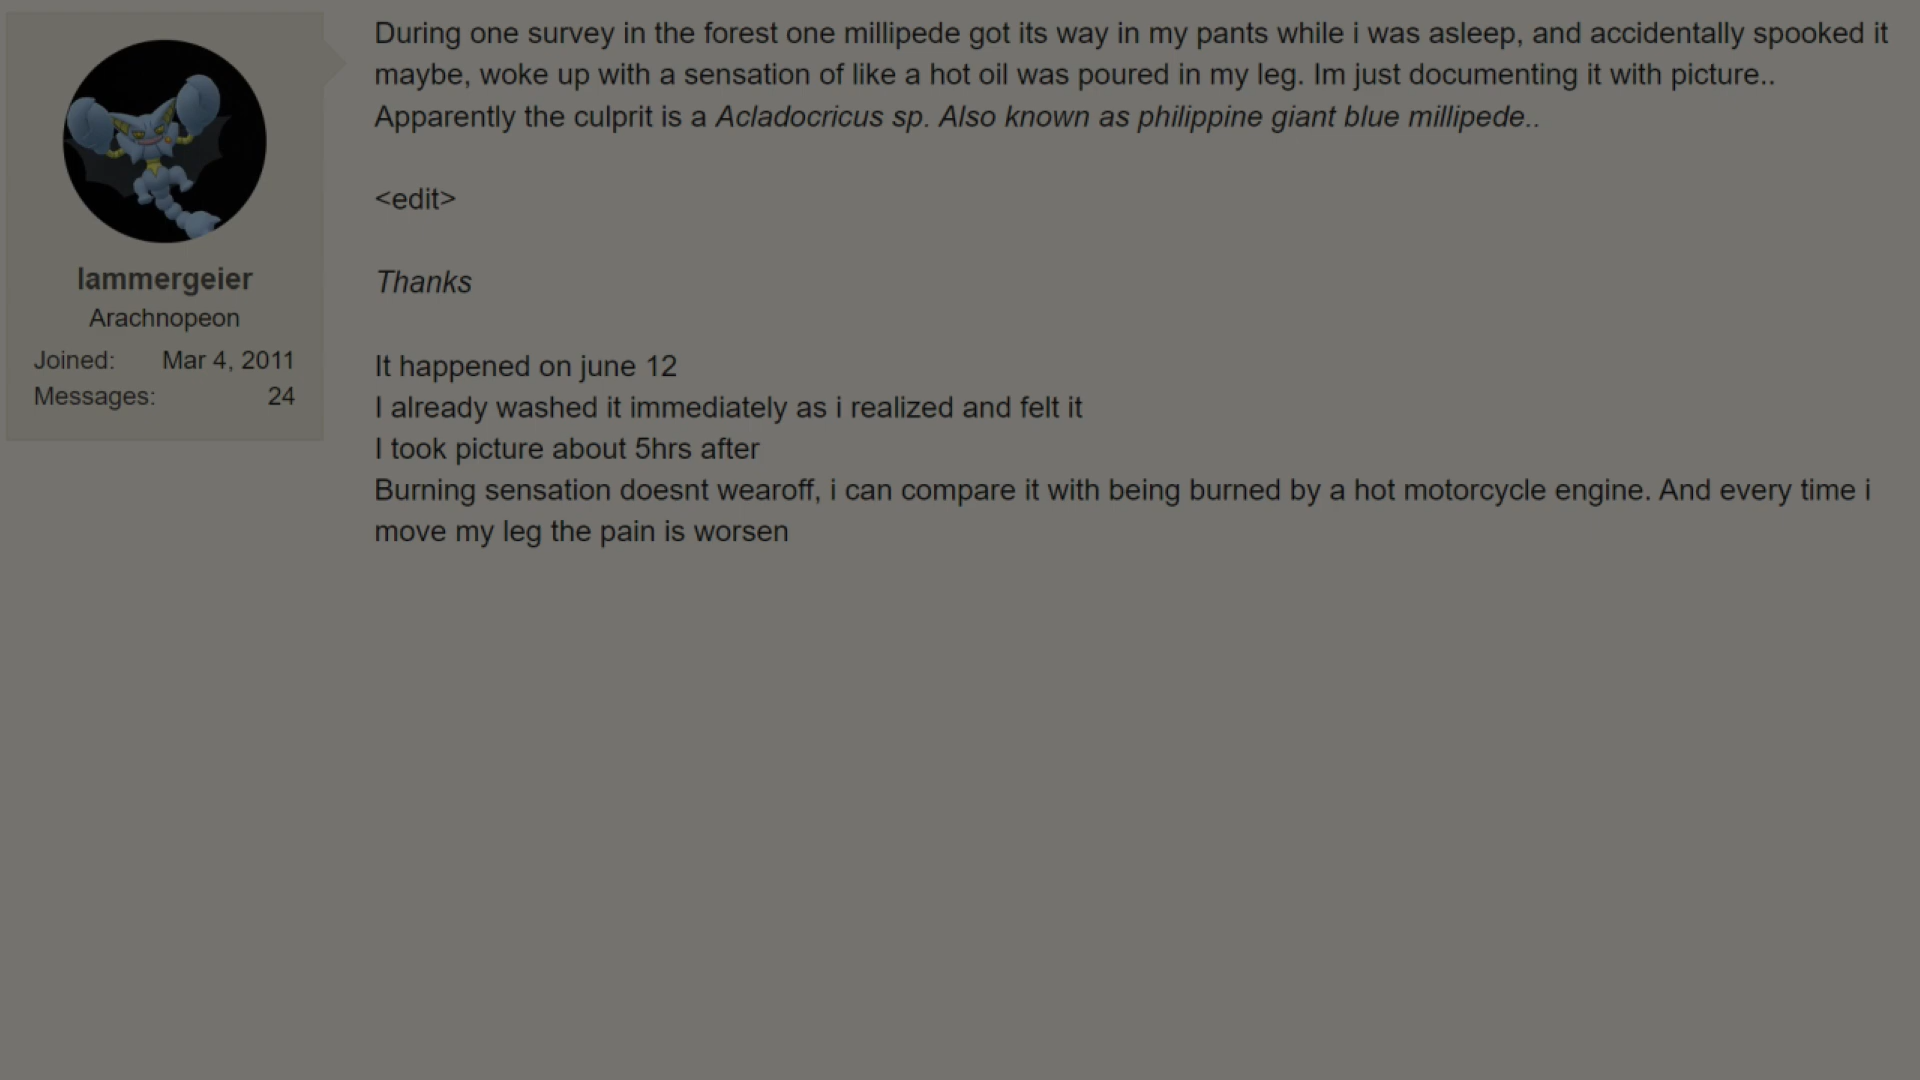 lammergeier
Arachnopeon
Joined: Mar 4, 2011
Messages: 24
During one survey in the forest one millipede got its way in my pants while i was asleep, and accidentally spooked it
maybe, woke up with a sensation of like a hot oil was poured in my leg. Im just documenting it with picture..
Apparently the culprit is a Acladocricus sp. Also known as philippine giant blue millipede..
<edit>
Thanks
It happened on june 12
I already washed it immediately as i realized and felt it
I took picture about 5hrs after
Burning sensation doesnt wearoff, i can compare it with being burned by a hot motorcycle engine. And every time i
move my leg the pain is worsen